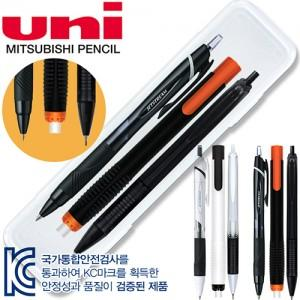 uni
MITSUBISHI PENCIL
JETSTREAM
국가통합안전검사를
통과하여 KC마크를 획득한
안정성과 품질이 검증된 제품